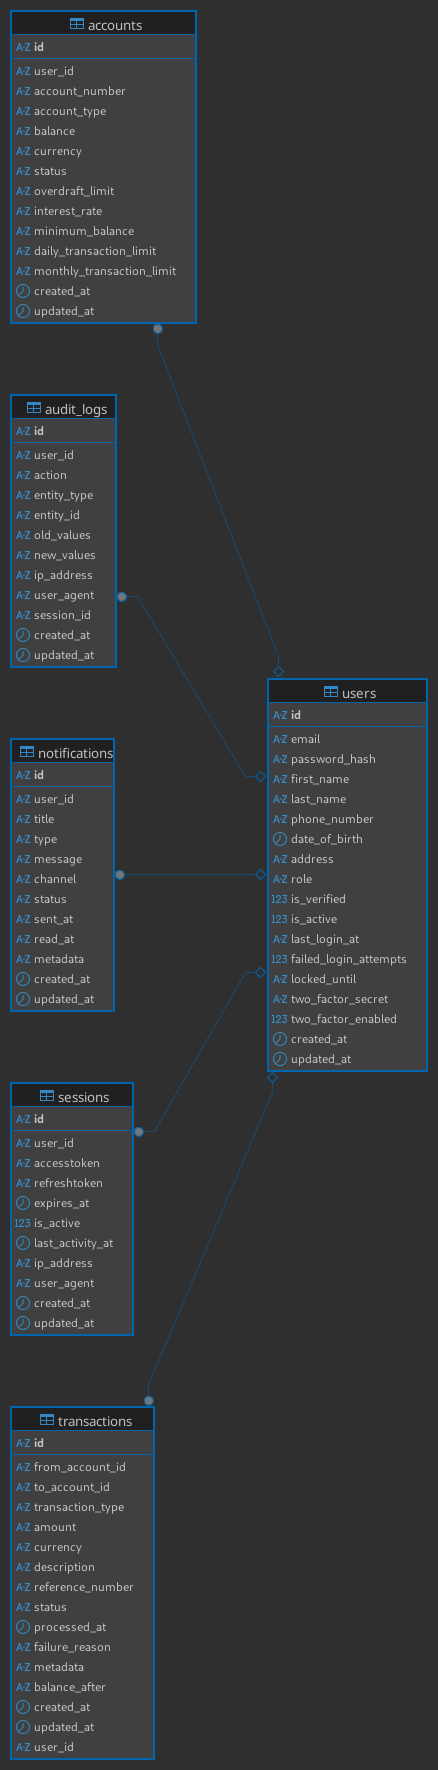 accounts
A-Z id
A-Z user_id
A-Z account_number
A-Z account_type
A-Z balance
A-Z currency
A-Z status
A-Z overdraft_limit
A-Z interest_rate
A-Z minimum_balance
A-Z daily_transaction_limit
A-Z monthly_transaction_limit
created_at
updated_at
audit_logs
A-Z id
A-Z user_id
A-Z action
A-Z entity_type
A-Z entity_id
A-Z old_values
A-Z new_values
A-Z ip_address
A-Z user_agent
A-Z session_id
created_at
updated_at
users
A-Z id
A-Z email
A-Z password_hash
A-Z first_name
A-Z last_name
A-Z phone_number
date_of_birth
A-Z address
A-Z role
123 is_verified
123 is_active
A-Z last_login_at
123 failed_login_attempts
A-Z locked_until
A-Z two_factor_secret
123 two_factor_enabled
created_at
updated_at
notifications
A-Z id
A-Z user_id
A-Z title
A-Z type
A-Z message
A-Z channel
A-Z status
A-Z sent_at
A-Z read_at
A-Z metadata
created_at
updated_at
sessions
A-Z id
A-Z user_id
A-Z accesstoken
A-Z refreshtoken
expires_at
123 is_active
last_activity_at
A-Z ip_address
A-Z user_agent
created_at
updated_at
transactions
A-Z id
A-Z from_account_id
A-Z to_account_id
A-Z transaction_type
A-Z amount
A-Z currency
A-Z description
A-Z reference_number
A-Z status
processed_at
A-Z failure_reason
A-Z metadata
A-Z balance_after
created_at
updated_at
A-Z user_id